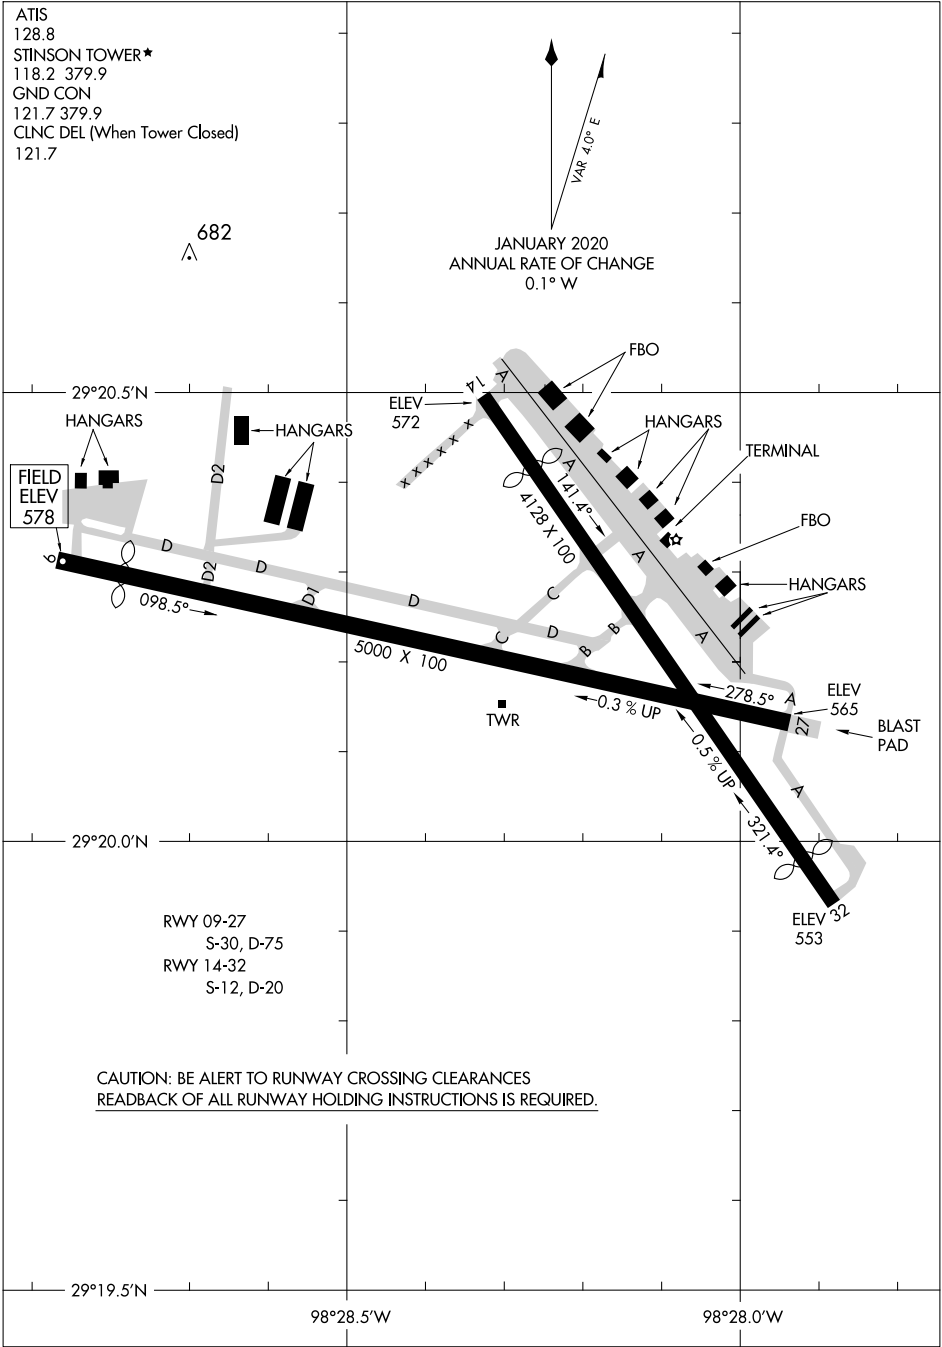 ATIS
128.8
STINSON TOWER★
118.2 379.9
GND CON
121.7 379.9
CLNC DEL (When Tower Closed)
121.7
VAR 4.0° E
682
JANUARY 2020
ANNUAL RATE OF CHANGE
0.1° W
FBO
29°20.5'N
14
A
ELEV
572
HANGARS
HANGARS
HANGARS
TERMINAL
FIELD
ELEV
578
D2
x x x x x x
A
141.4°
4128 X 100
FBO
9
D
D
D2
D1
D
C
A
HANGARS
098.5°
C
D
B
B
A
5000 X 100
278.5°
A
ELEV
565
0.3 % UP
TWR
27
BLAST
PAD
0.5 % UP
A
29°20.0'N
321.4°
ELEV
553
32
RWY 09-27
S-30, D-75
RWY 14-32
S-12, D-20
CAUTION: BE ALERT TO RUNWAY CROSSING CLEARANCES
READBACK OF ALL RUNWAY HOLDING INSTRUCTIONS IS REQUIRED.
29°19.5'N
98°28.5'W
98°28.0'W